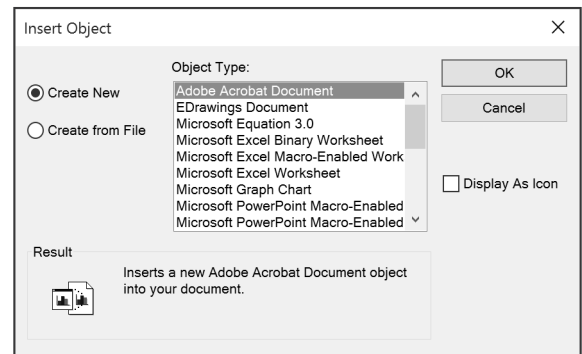 Insert Object
Object Type:
Create New
Create from File
Adobe Acrobat Document
EDrawings Document
Microsoft Equation 3.0
Microsoft Excel Binary Worksheet
Microsoft Excel Macro-Enabled Work
Microsoft Excel Worksheet
Microsoft Graph Chart
Microsoft PowerPoint Macro-Enabled
Microsoft PowerPoint Macro-Enabled
OK
Cancel
Display As Icon
Result
Inserts a new Adobe Acrobat Document object
into your document.